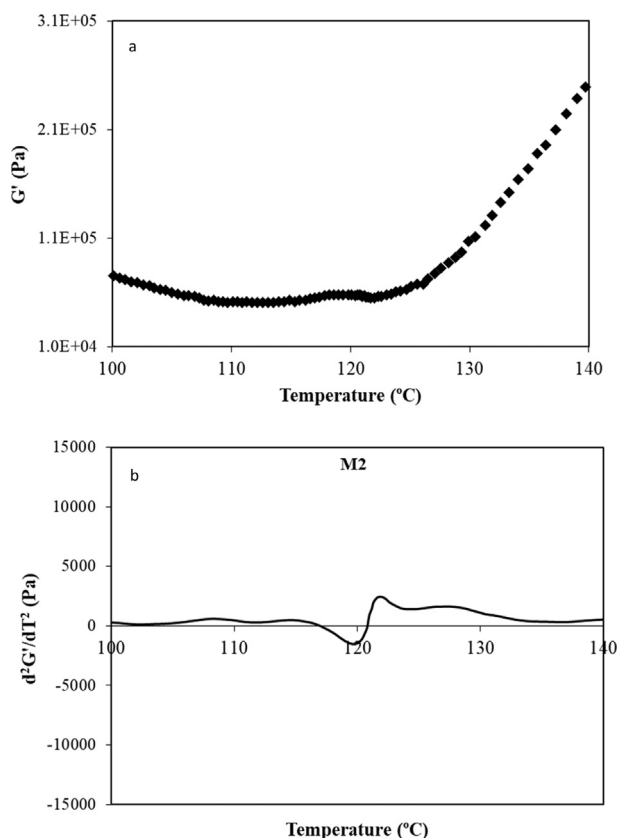 a
3.1E+05
2.1E+05
1.1E+05
1.0E+04
G' (Pa)
100 110 120 130 140
Temperature (ºC)
b
M2
15000
10000
5000
0
-5000
-10000
-15000
d²G'/dT² (Pa)
100 110 120 130 140
Temperature (ºC)